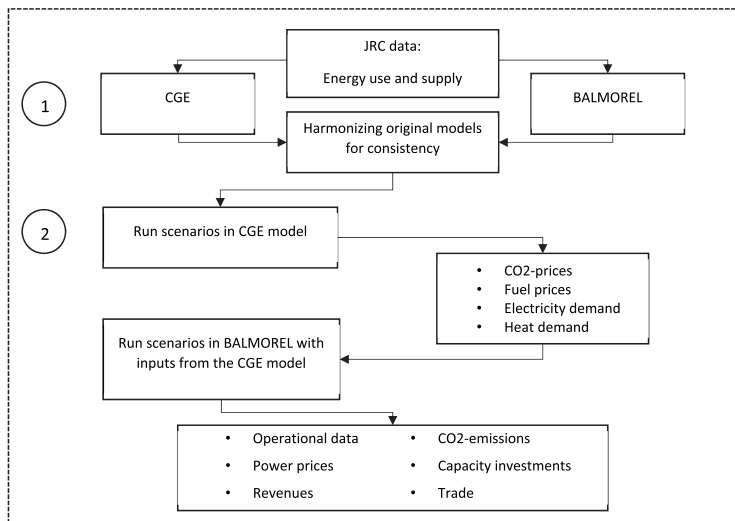 JRC data:
Energy use and supply
1
CGE
BALMOREL
Harmonizing original models
for consistency
2
Run scenarios in CGE model
• CO2-prices
• Fuel prices
• Electricity demand
• Heat demand
Run scenarios in BALMOREL with
inputs from the CGE model
• Operational data
• Power prices
• Revenues
• CO2-emissions
• Capacity investments
• Trade